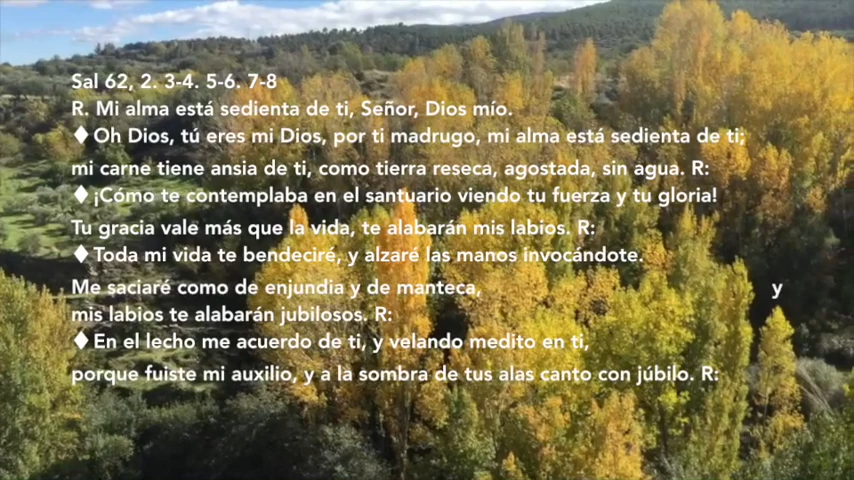 Sal 62, 2. 3-4. 5-6. 7-8
R. Mi alma está sedienta de ti, Señor, Dios mío.
♦Oh Dios, tú eres mi Dios, por ti madrugo, mi alma está sedienta de ti;
mi carne tiene ansia de ti, como tierra reseca, agostada, sin agua. R:
♦¡Cómo te contemplaba en el santuario viendo tu fuerza y tu gloria!
Tu gracia vale más que la vida, te alabarán mis labios. R:
♦Toda mi vida te bendeciré, y alzaré las manos invocándote.
Me saciaré como de enjundia y de manteca, y
mis labios te alabarán jubilosos. R:
♦En el lecho me acuerdo de ti, y velando medito en ti,
porque fuiste mi auxilio, y a la sombra de tus alas canto con júbilo. R: